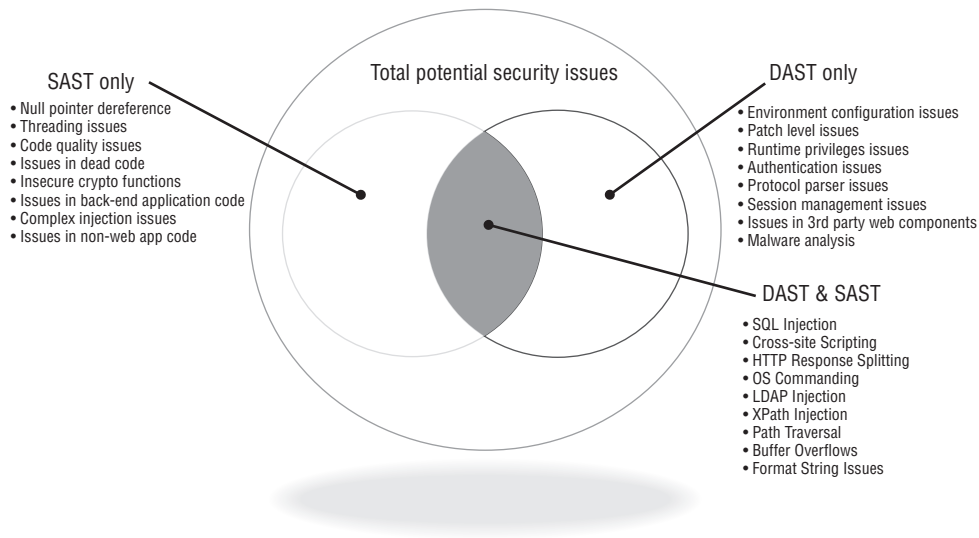 Total potential security issues
SAST only
• Null pointer dereference
• Threading issues
• Code quality issues
• Issues in dead code
• Insecure crypto functions
• Issues in back-end application code
• Complex injection issues
• Issues in non-web app code
DAST only
• Environment configuration issues
• Patch level issues
• Runtime privileges issues
• Authentication issues
• Protocol parser issues
• Session management issues
• Issues in 3rd party web components
• Malware analysis
DAST & SAST
• SQL Injection
• Cross-site Scripting
• HTTP Response Splitting
• OS Commanding
• LDAP Injection
• XPath Injection
• Path Traversal
• Buffer Overflows
• Format String Issues